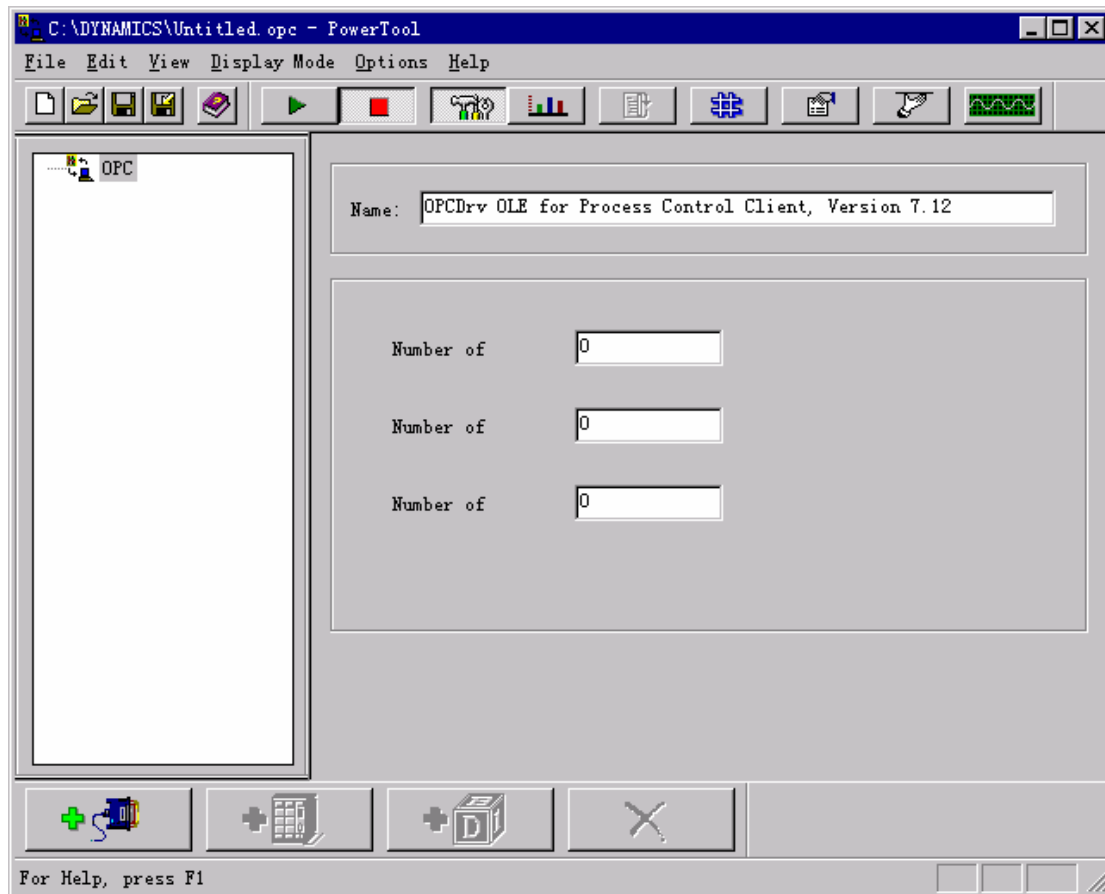 C:\DYNAMICS\Untitled.opc - PowerTool
File Edit View Display Mode Options Help
OPC
Name: OPCDrv OLE for Process Control Client, Version 7.12
Number of 0
Number of 0
Number of 0
D
For Help, press F1